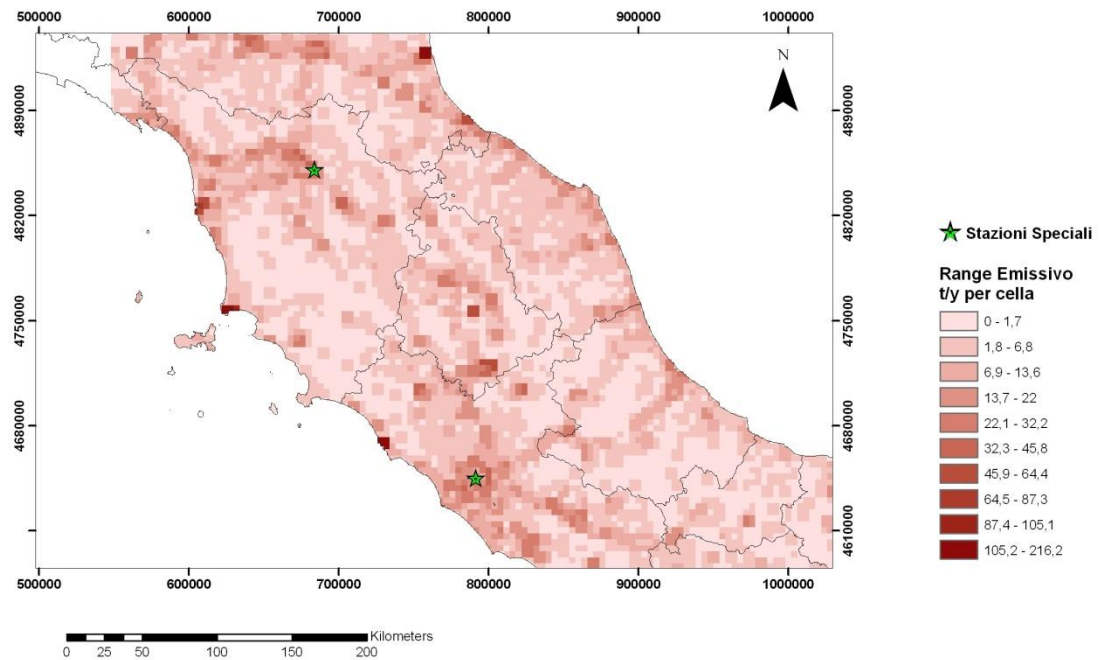 500000 600000 700000 800000 900000 1000000
N
4890000 4890000
4820000 4820000
4750000 4750000
4680000 4680000
4610000 4610000
500000 600000 700000 800000 900000 1000000
Stazioni Speciali
Range Emissivo
t/y per cella
0 - 1,7
1,8 - 6,8
6,9 - 13,6
13,7 - 22
22,1 - 32,2
32,3 - 45,8
45,9 - 64,4
64,5 - 87,3
87,4 - 105,1
105,2 - 216,2
Kilometers
0 25 50 100 150 200